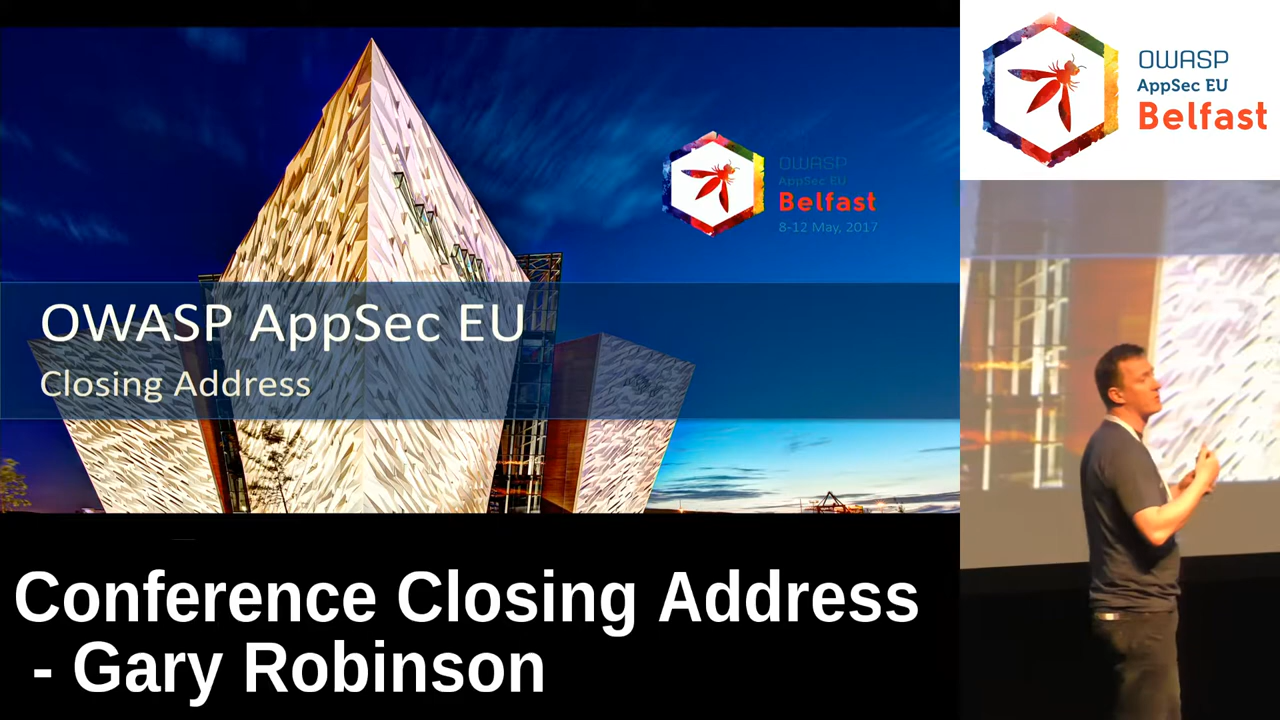 OWASP
AppSec EU
Belfast
8-12 May, 2017
OWASP AppSec EU
Closing Address
Conference Closing Address
- Gary Robinson
OWASP
AppSec EU
Belfast